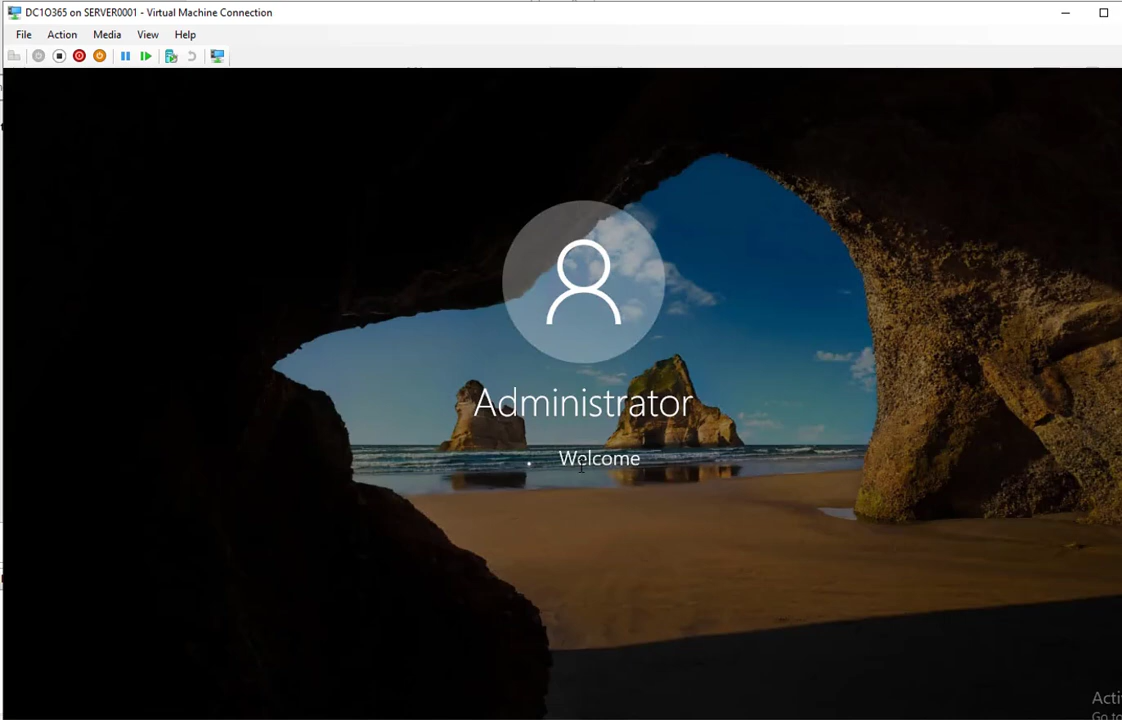 DC1O365 on SERVER0001 - Virtual Machine Connection
File Action Media View Help
Administrator
Welcome